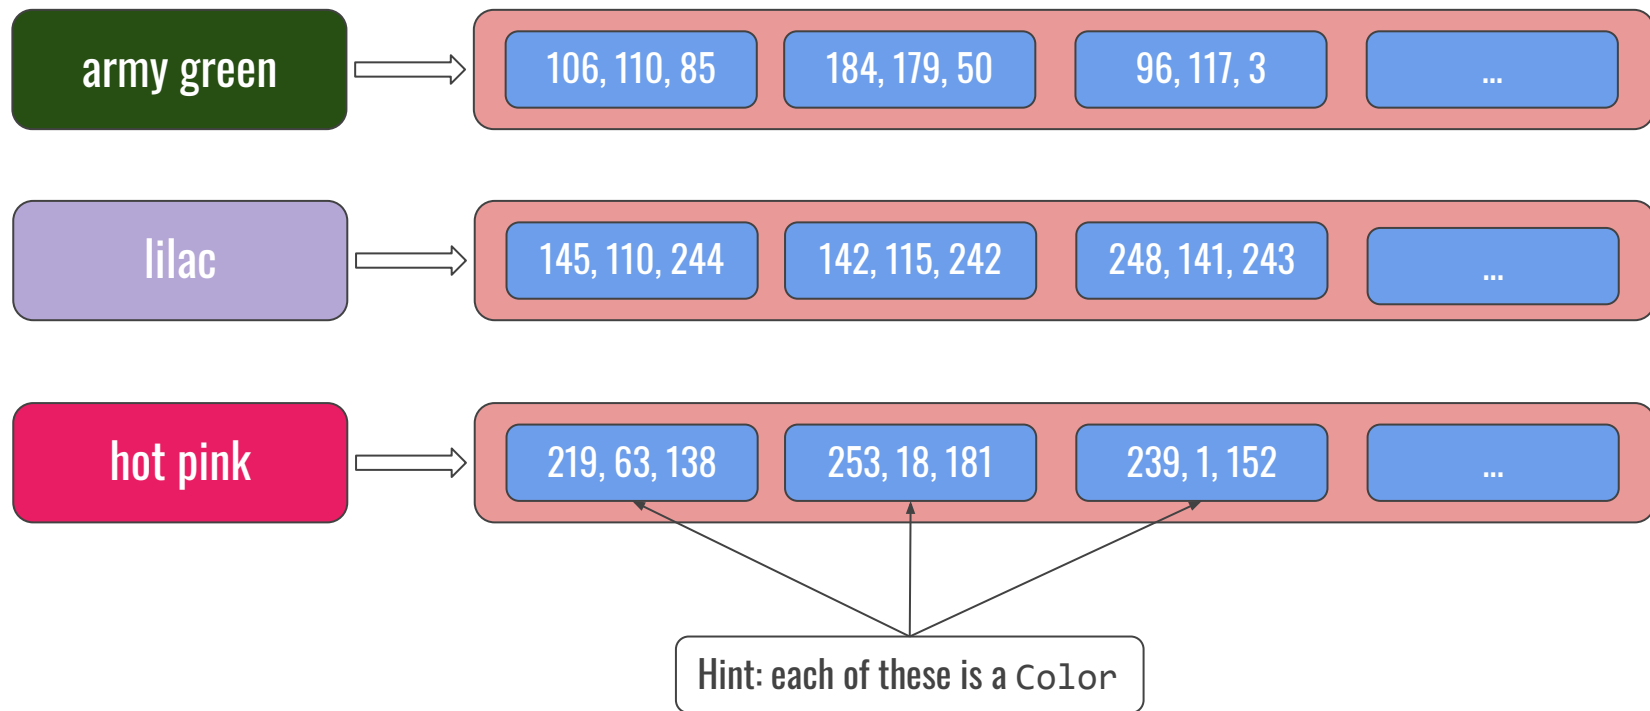 army green
106, 110, 85
184, 179, 50
96, 117, 3
...
lilac
145, 110, 244
142, 115, 242
248, 141, 243
...
hot pink
219, 63, 138
253, 18, 181
239, 1, 152
...
Hint: each of these is a Color